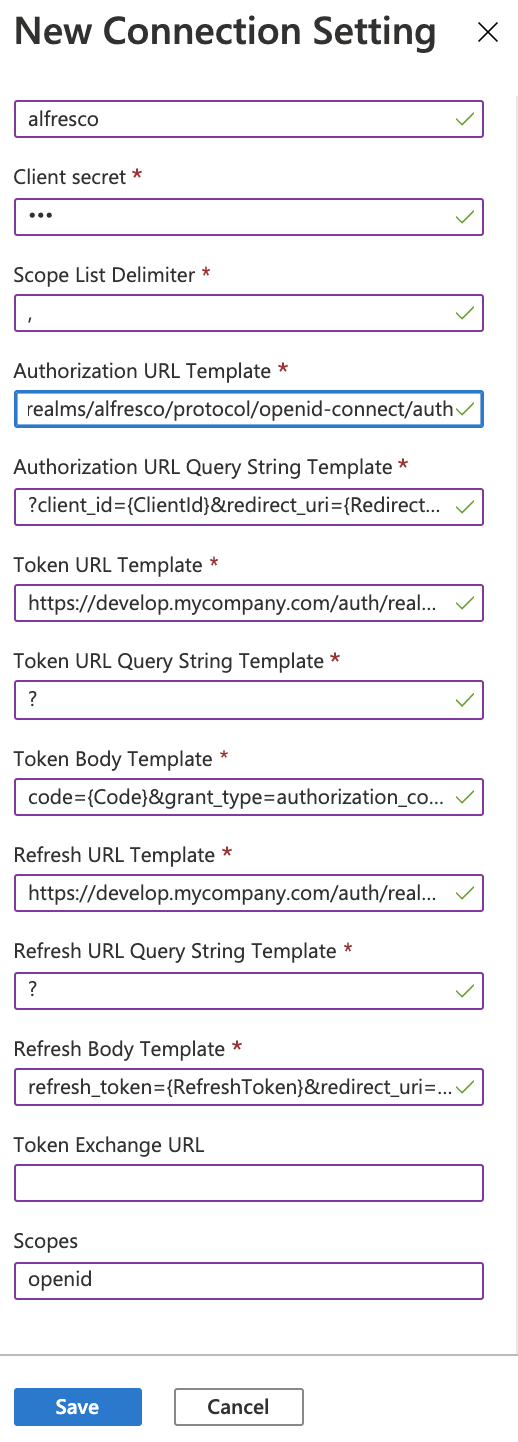 New Connection Setting
alfresco
Client secret *
•••
Scope List Delimiter *
,
Authorization URL Template *
realms/alfresco/protocol/openid-connect/auth
Authorization URL Query String Template *
?client_id={ClientId}&redirect_uri={Redirect...
Token URL Template *
https://develop.mycompany.com/auth/real...
Token URL Query String Template *
?
Token Body Template *
code={Code}&grant_type=authorization_co...
Refresh URL Template *
https://develop.mycompany.com/auth/real...
Refresh URL Query String Template *
?
Refresh Body Template *
refresh_token={RefreshToken}&redirect_uri=...
Token Exchange URL
Scopes
openid
Save
Cancel